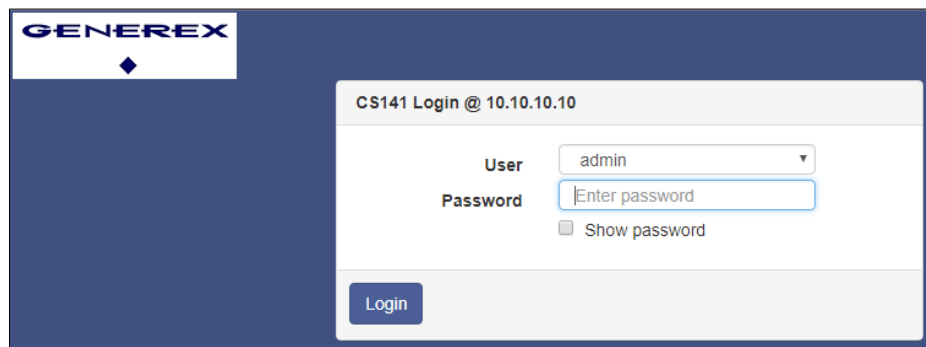 GENEREX
CS141 Login @ 10.10.10.10
User admin
Password Enter password
Show password
Login